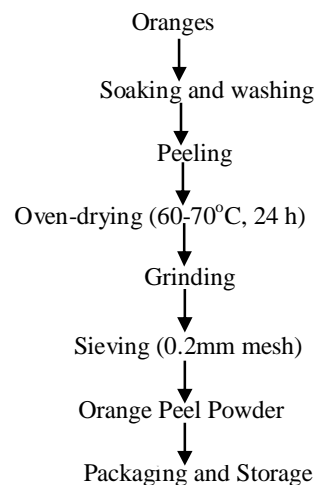 Oranges
Soaking and washing
Peeling
Oven-drying (60-70°C, 24 h)
Grinding
Sieving (0.2mm mesh)
Orange Peel Powder
Packaging and Storage